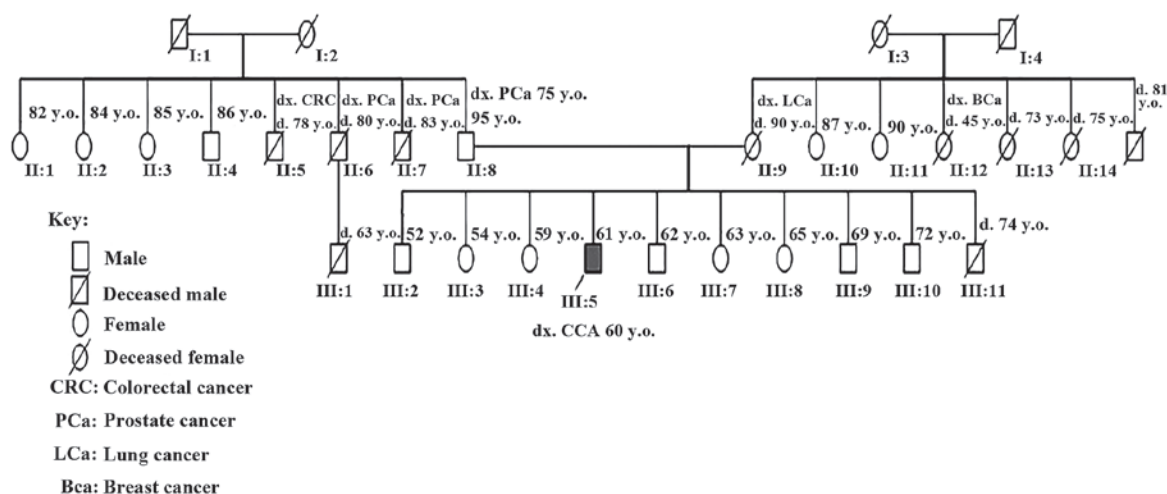 I:1 I:2 I:3 I:4
82 y.o. 84 y.o. 85 y.o. 86 y.o. dx. CRC d. 78 y.o. dx. PCa d. 80 y.o. dx. PCa d. 83 y.o. dx. PCa 75 y.o. 95 y.o. dx. LCa d. 90 y.o. 87 y.o. 90 y.o. dx. BCa d. 45 y.o. d. 73 y.o. d. 75 y.o. d. 81 y.o.
II:1 II:2 II:3 II:4 II:5 II:6 II:7 II:8 II:9 II:10 II:11 II:12 II:13 II:14
d. 63 y.o. 52 y.o. 54 y.o. 59 y.o. 61 y.o. 62 y.o. 63 y.o. 65 y.o. 69 y.o. 72 y.o. d. 74 y.o.
III:1 III:2 III:3 III:4 III:5 III:6 III:7 III:8 III:9 III:10 III:11
dx. CCA 60 y.o.
Key:
Male
Deceased male
Female
Deceased female
CRC: Colorectal cancer
PCa: Prostate cancer
LCa: Lung cancer
Bca: Breast cancer